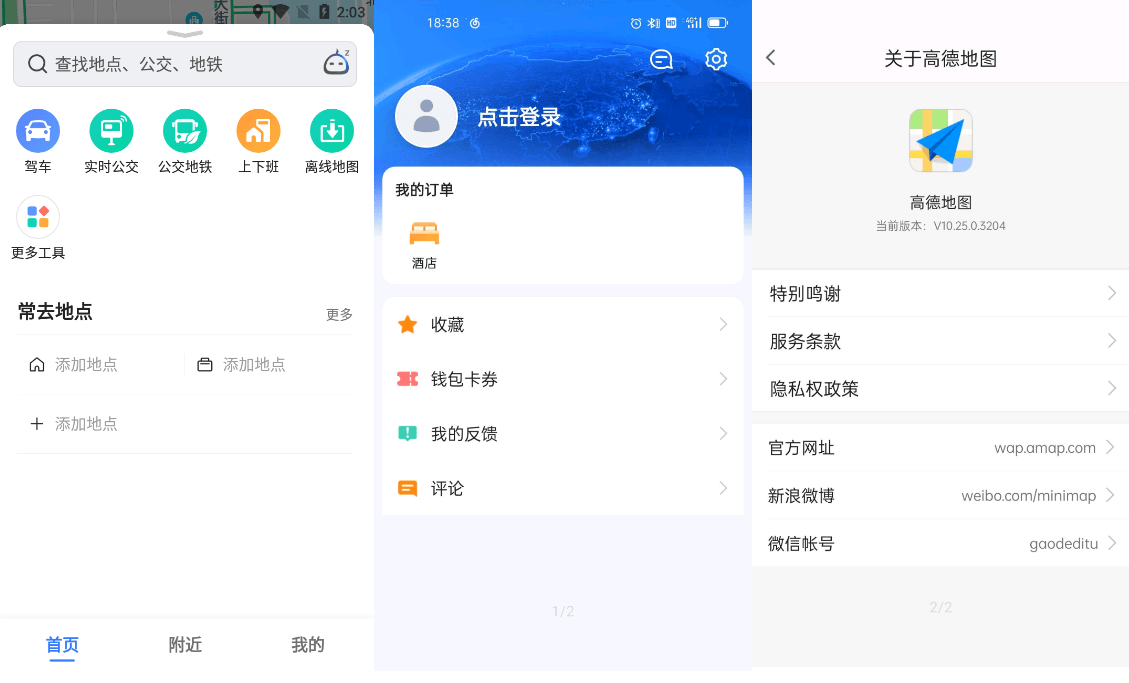 大
街
2:03
查找地点、公交、地铁
z
驾车
实时公交
公交地铁
上下班
离线地图
更多工具
常去地点
更多
添加地点
添加地点
添加地点
首页
附近
我的
18:38
HD
4G
点击登录
我的订单
酒店
收藏
钱包卡券
我的反馈
评论
1/2
关于高德地图
高德地图
当前版本: V10.25.0.3204
特别鸣谢
服务条款
隐私权政策
官方网址
wap.amap.com
新浪微博
weibo.com/minimap
微信帐号
gaodeditu
2/2